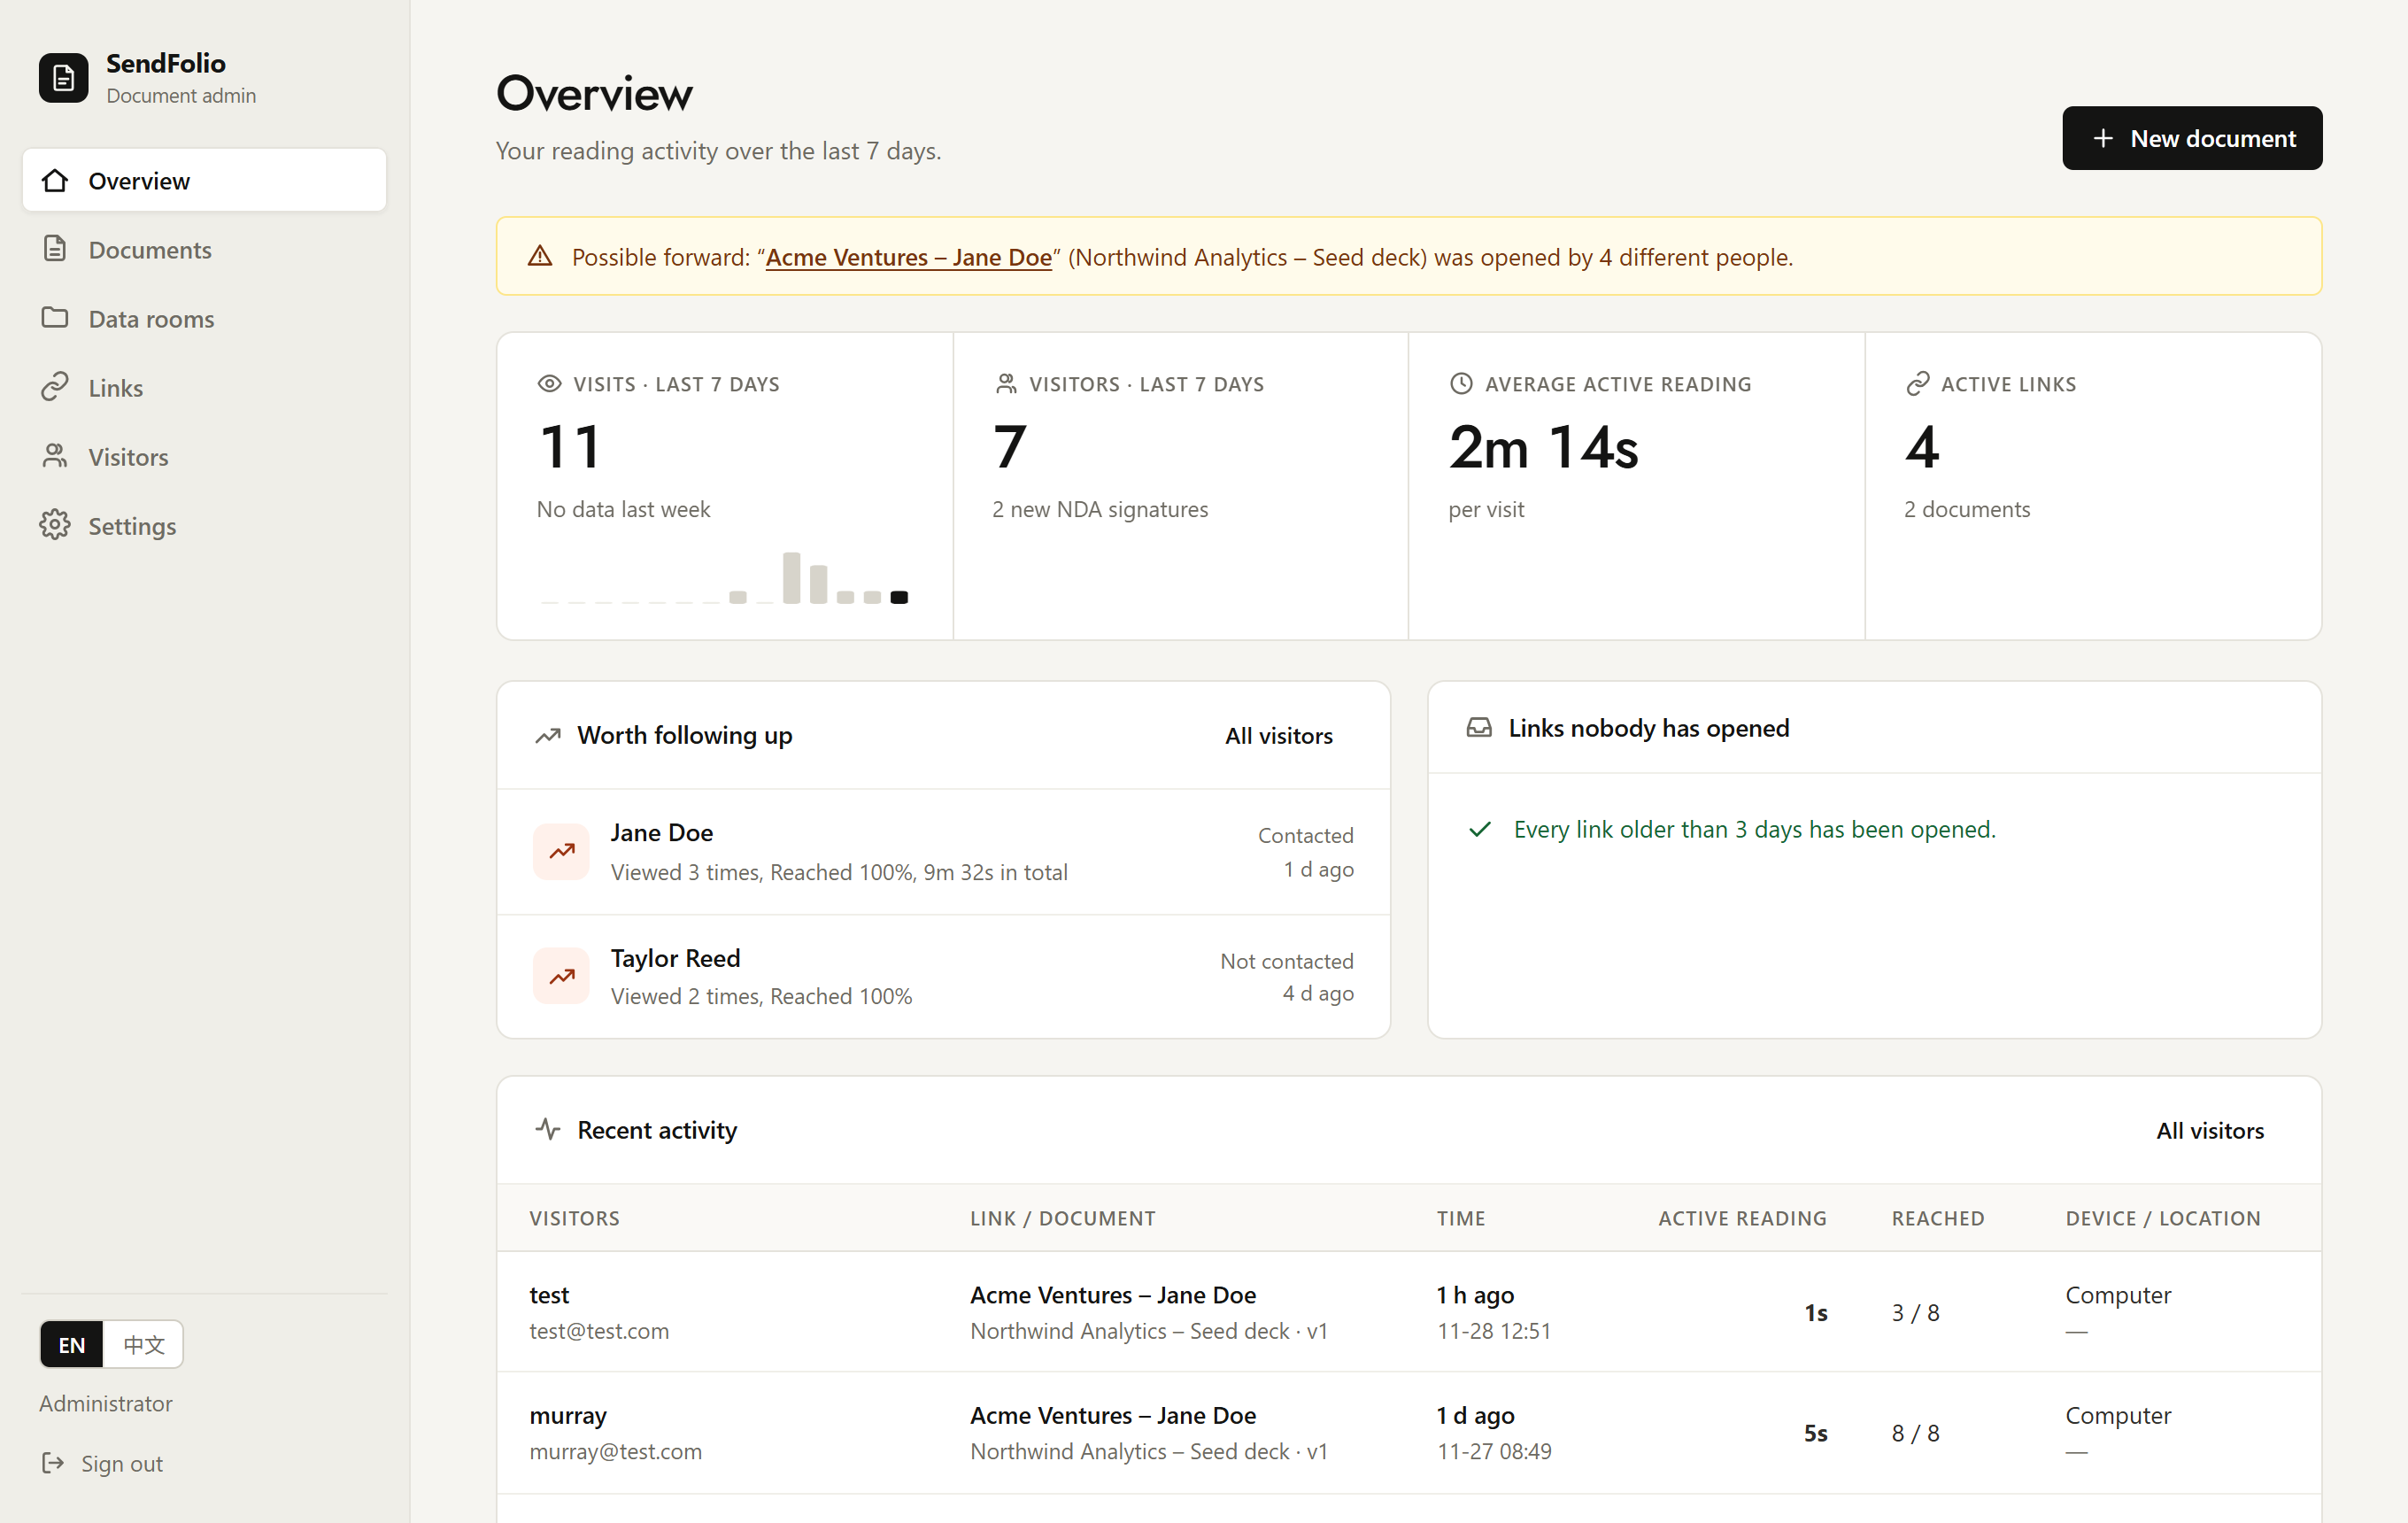 SendFolio
Document admin
Overview
Documents
Data rooms
Links
Visitors
Settings
EN
中文
Administrator
Sign out
Overview
Your reading activity over the last 7 days.
New document
Possible forward: “Acme Ventures – Jane Doe” (Northwind Analytics – Seed deck) was opened by 4 different people.
VISITS · LAST 7 DAYS
11
No data last week
VISITORS · LAST 7 DAYS
7
2 new NDA signatures
AVERAGE ACTIVE READING
2m 14s
per visit
ACTIVE LINKS
4
2 documents
Worth following up
All visitors
Jane Doe
Viewed 3 times, Reached 100%, 9m 32s in total
Contacted
1 d ago
Taylor Reed
Viewed 2 times, Reached 100%
Not contacted
4 d ago
Links nobody has opened
Every link older than 3 days has been opened.
Recent activity
All visitors
VISITORS
LINK / DOCUMENT
TIME
ACTIVE READING
REACHED
DEVICE / LOCATION
test
test@test.com
Acme Ventures – Jane Doe
Northwind Analytics – Seed deck · v1
1 h ago
11-28 12:51
1s
3 / 8
Computer
—
murray
murray@test.com
Acme Ventures – Jane Doe
Northwind Analytics – Seed deck · v1
1 d ago
11-27 08:49
5s
8 / 8
Computer
—